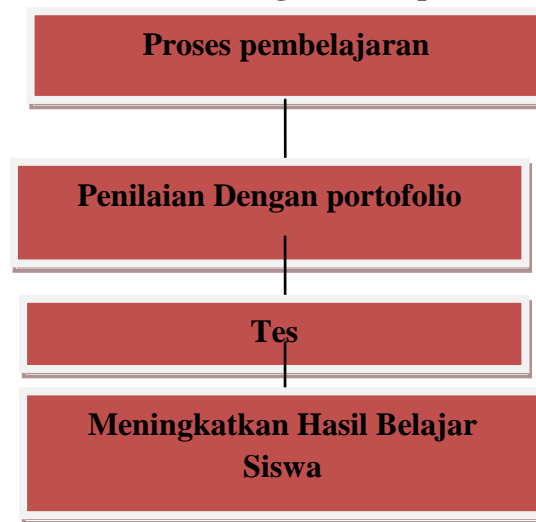 Proses pembelajaran
Penilaian Dengan portofolio
Tes
Meningkatkan Hasil Belajar
Siswa